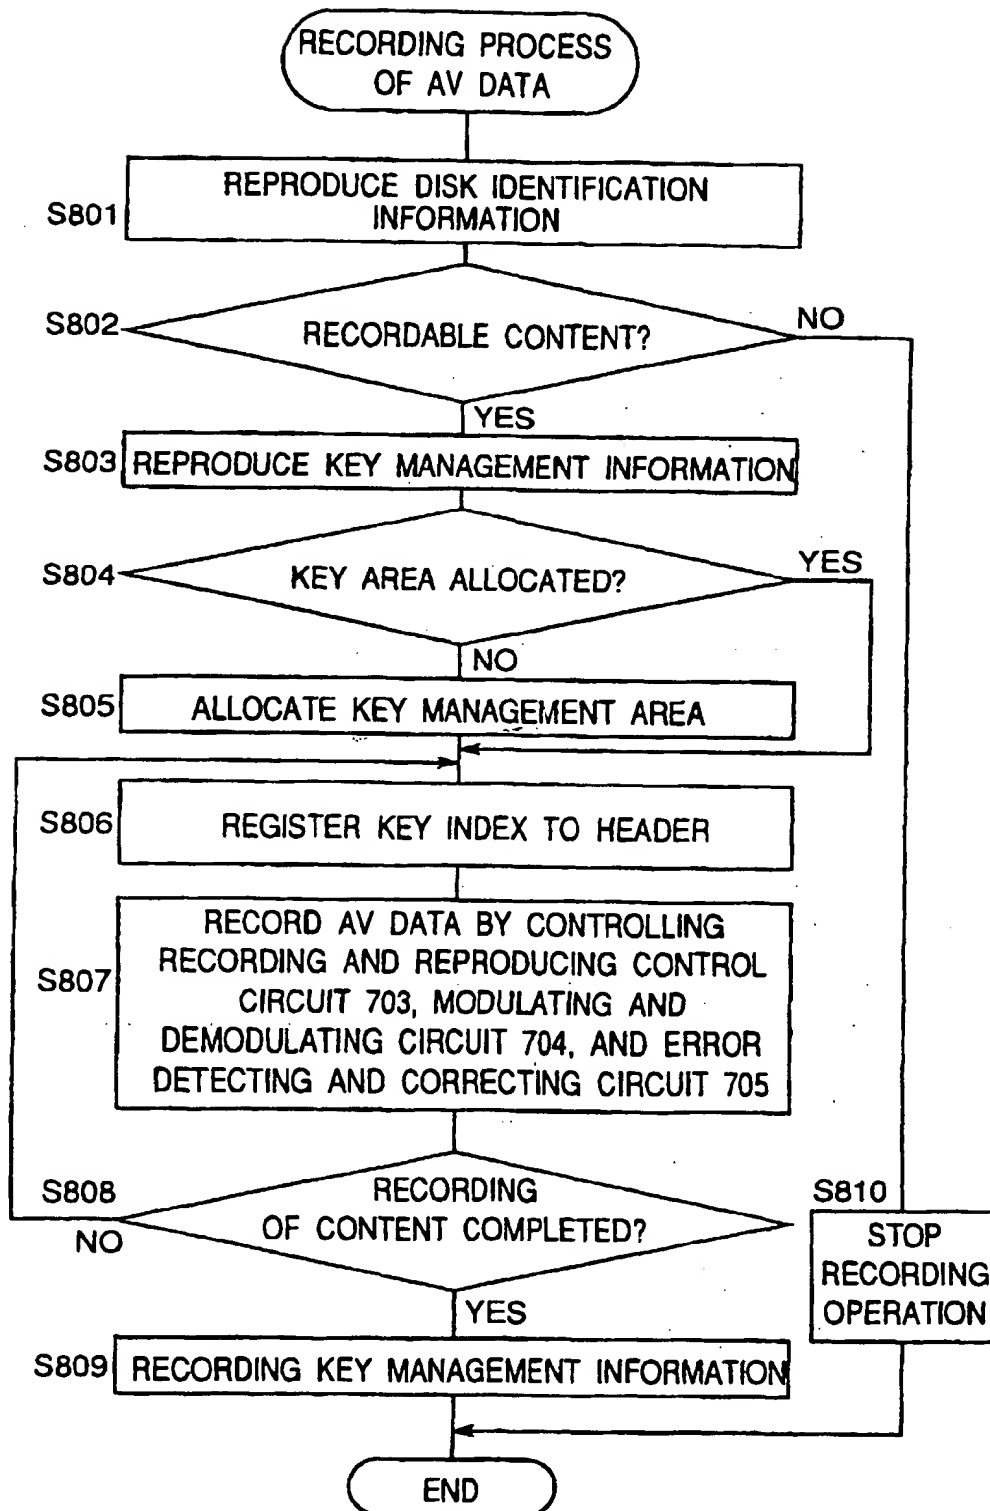 RECORDING PROCESS
OF AV DATA
S801
REPRODUCE DISK IDENTIFICATION
INFORMATION
S802
RECORDABLE CONTENT?
NO
YES
S803
REPRODUCE KEY MANAGEMENT INFORMATION
S804
KEY AREA ALLOCATED?
YES
NO
S805
ALLOCATE KEY MANAGEMENT AREA
S806
REGISTER KEY INDEX TO HEADER
S807
RECORD AV DATA BY CONTROLLING
RECORDING AND REPRODUCING CONTROL
CIRCUIT 703, MODULATING AND
DEMODULATING CIRCUIT 704, AND ERROR
DETECTING AND CORRECTING CIRCUIT 705
S808
RECORDING
OF CONTENT COMPLETED?
NO
YES
S810
STOP
RECORDING
OPERATION
S809
RECORDING KEY MANAGEMENT INFORMATION
END